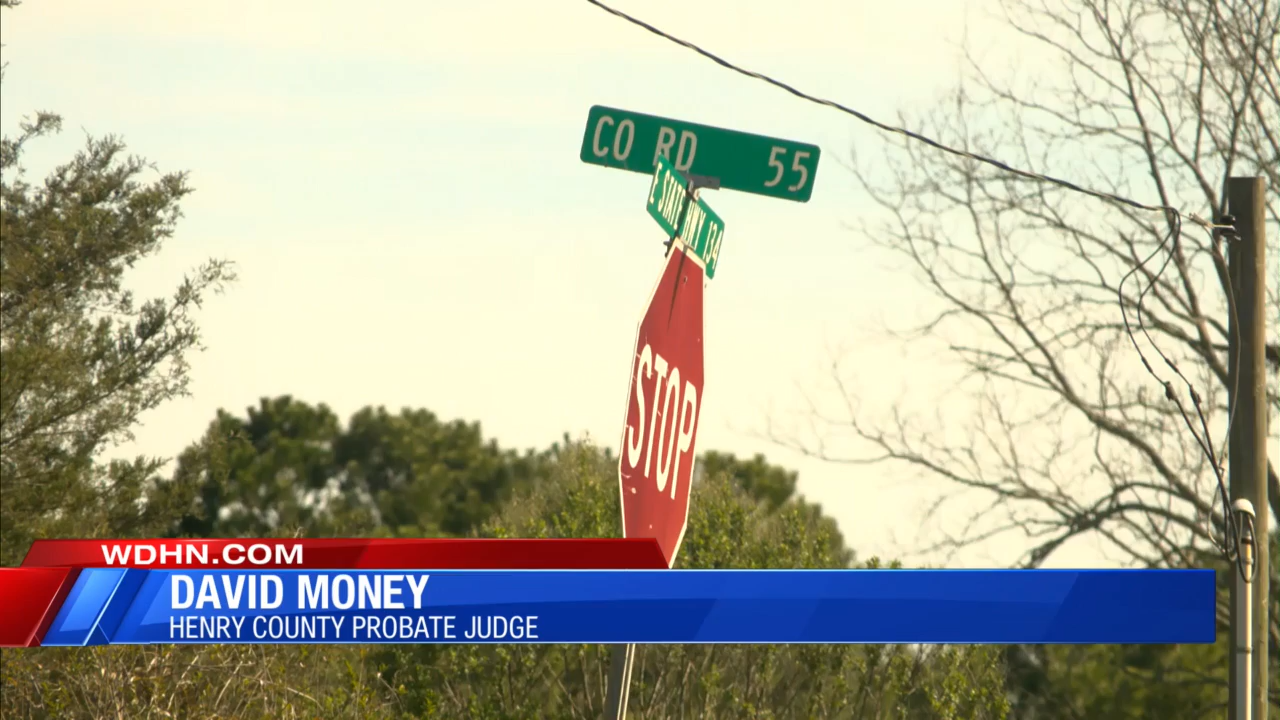 CO RD 55
E STATE HWY 134
STOP
WDHN.COM
DAVID MONEY
HENRY COUNTY PROBATE JUDGE